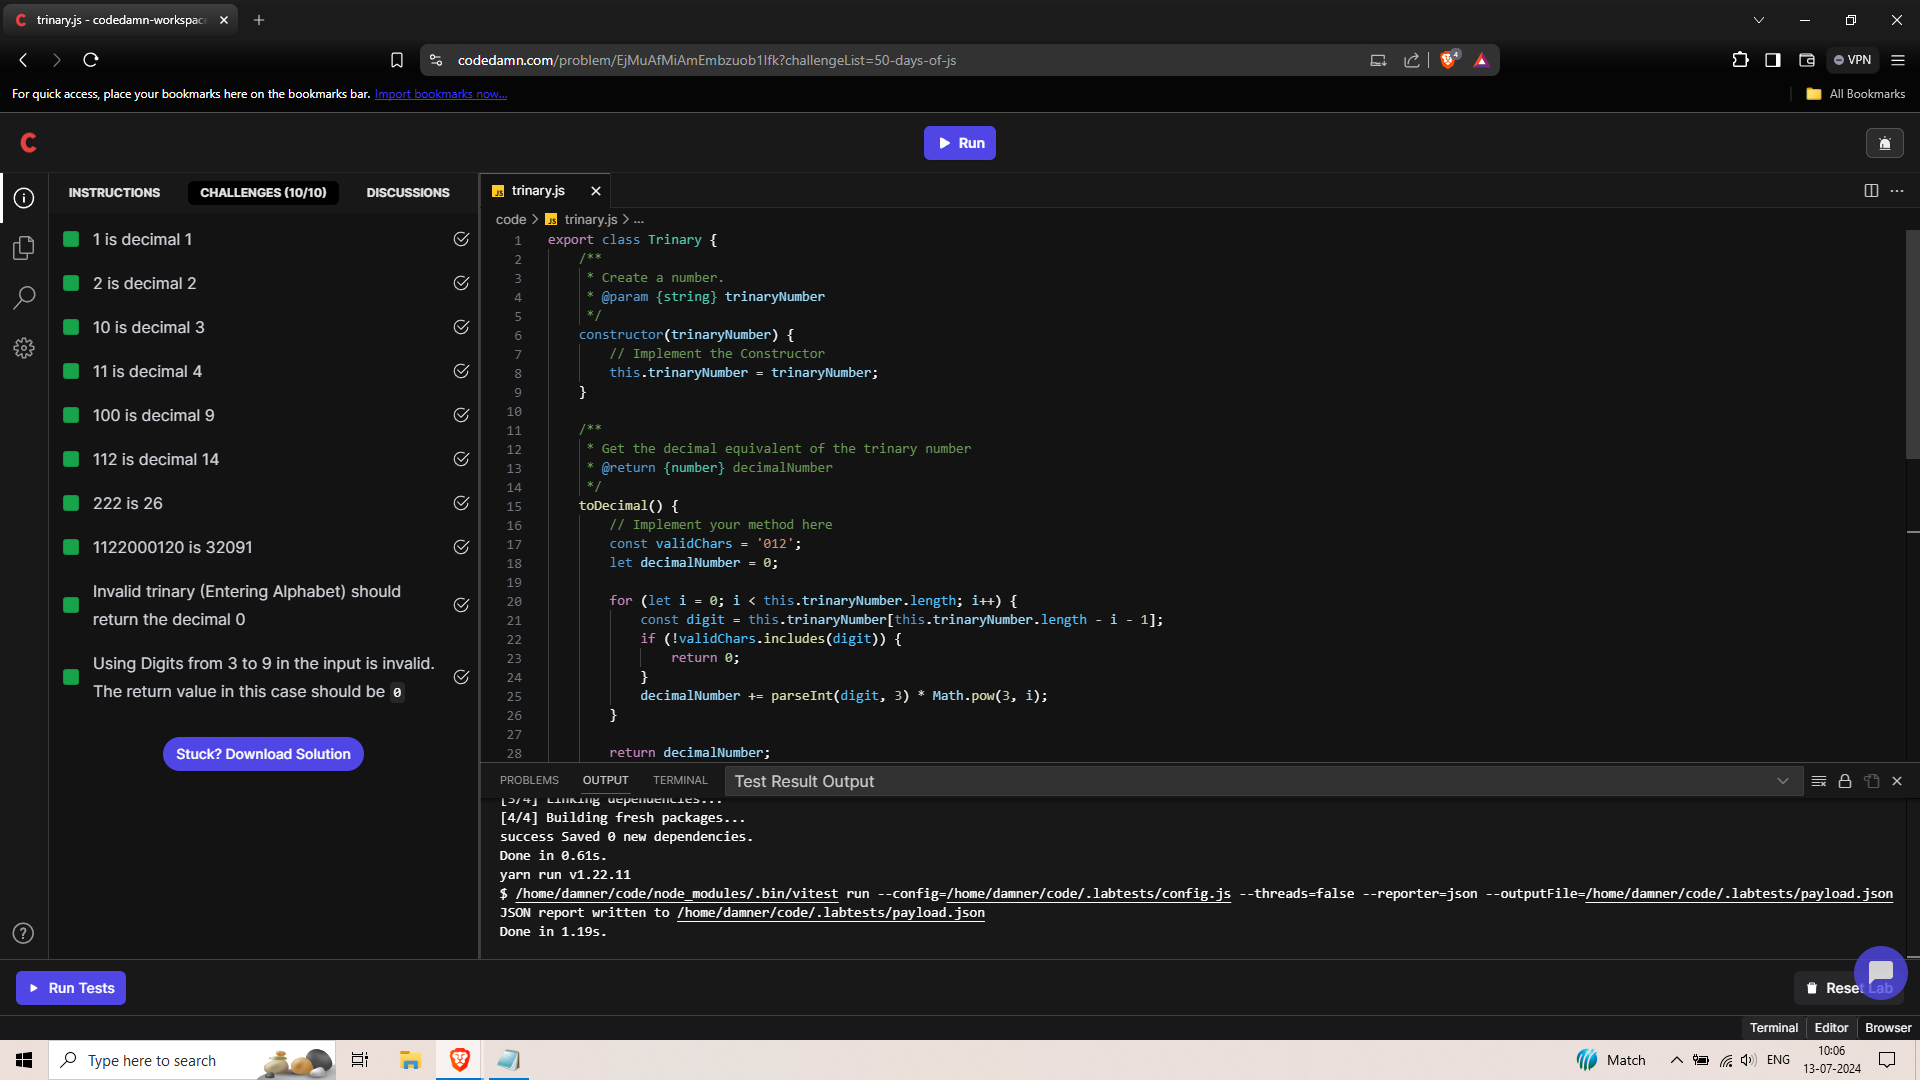 trinary.js - codedamn-workspac
codedamn.com/problem/EjMuAfMiAmEmbzuob1lfk?challengeList=50-days-of-js
4
VPN
For quick access, place your bookmarks here on the bookmarks bar. Import bookmarks now...
All Bookmarks
Run
INSTRUCTIONS
CHALLENGES (10/10)
DISCUSSIONS
1 is decimal 1
2 is decimal 2
10 is decimal 3
11 is decimal 4
100 is decimal 9
112 is decimal 14
222 is 26
1122000120 is 32091
Invalid trinary (Entering Alphabet) should
return the decimal 0
Using Digits from 3 to 9 in the input is invalid.
The return value in this case should be 0
Stuck? Download Solution
JS trinary.js
code > JS trinary.js > ...
1 export class Trinary {
2 /**
3 * Create a number.
4 * @param {string} trinaryNumber
5 */
6 constructor(trinaryNumber) {
7 // Implement the Constructor
8 this.trinaryNumber = trinaryNumber;
9 }
10
11 /**
12 * Get the decimal equivalent of the trinary number
13 * @return {number} decimalNumber
14 */
15 toDecimal() {
16 // Implement your method here
17 const validChars = '012';
18 let decimalNumber = 0;
19
20 for (let i = 0; i < this.trinaryNumber.length; i++) {
21 const digit = this.trinaryNumber[this.trinaryNumber.length - i - 1];
22 if (!validChars.includes(digit)) {
23 return 0;
24 }
25 decimalNumber += parseInt(digit, 3) * Math.pow(3, i);
26 }
27
28 return decimalNumber;
PROBLEMS
OUTPUT
TERMINAL
Test Result Output
[3/4] Linking dependencies...
[4/4] Building fresh packages...
success Saved 0 new dependencies.
Done in 0.61s.
yarn run v1.22.11
$ /home/damner/code/node_modules/.bin/vitest run --config=/home/damner/code/.labtests/config.js --threads=false --reporter=json --outputFile=/home/damner/code/.labtests/payload.json
JSON report written to /home/damner/code/.labtests/payload.json
Done in 1.19s.
Run Tests
Reset Lab
Terminal
Editor
Browser
Type here to search
Match
ENG
10:06
13-07-2024